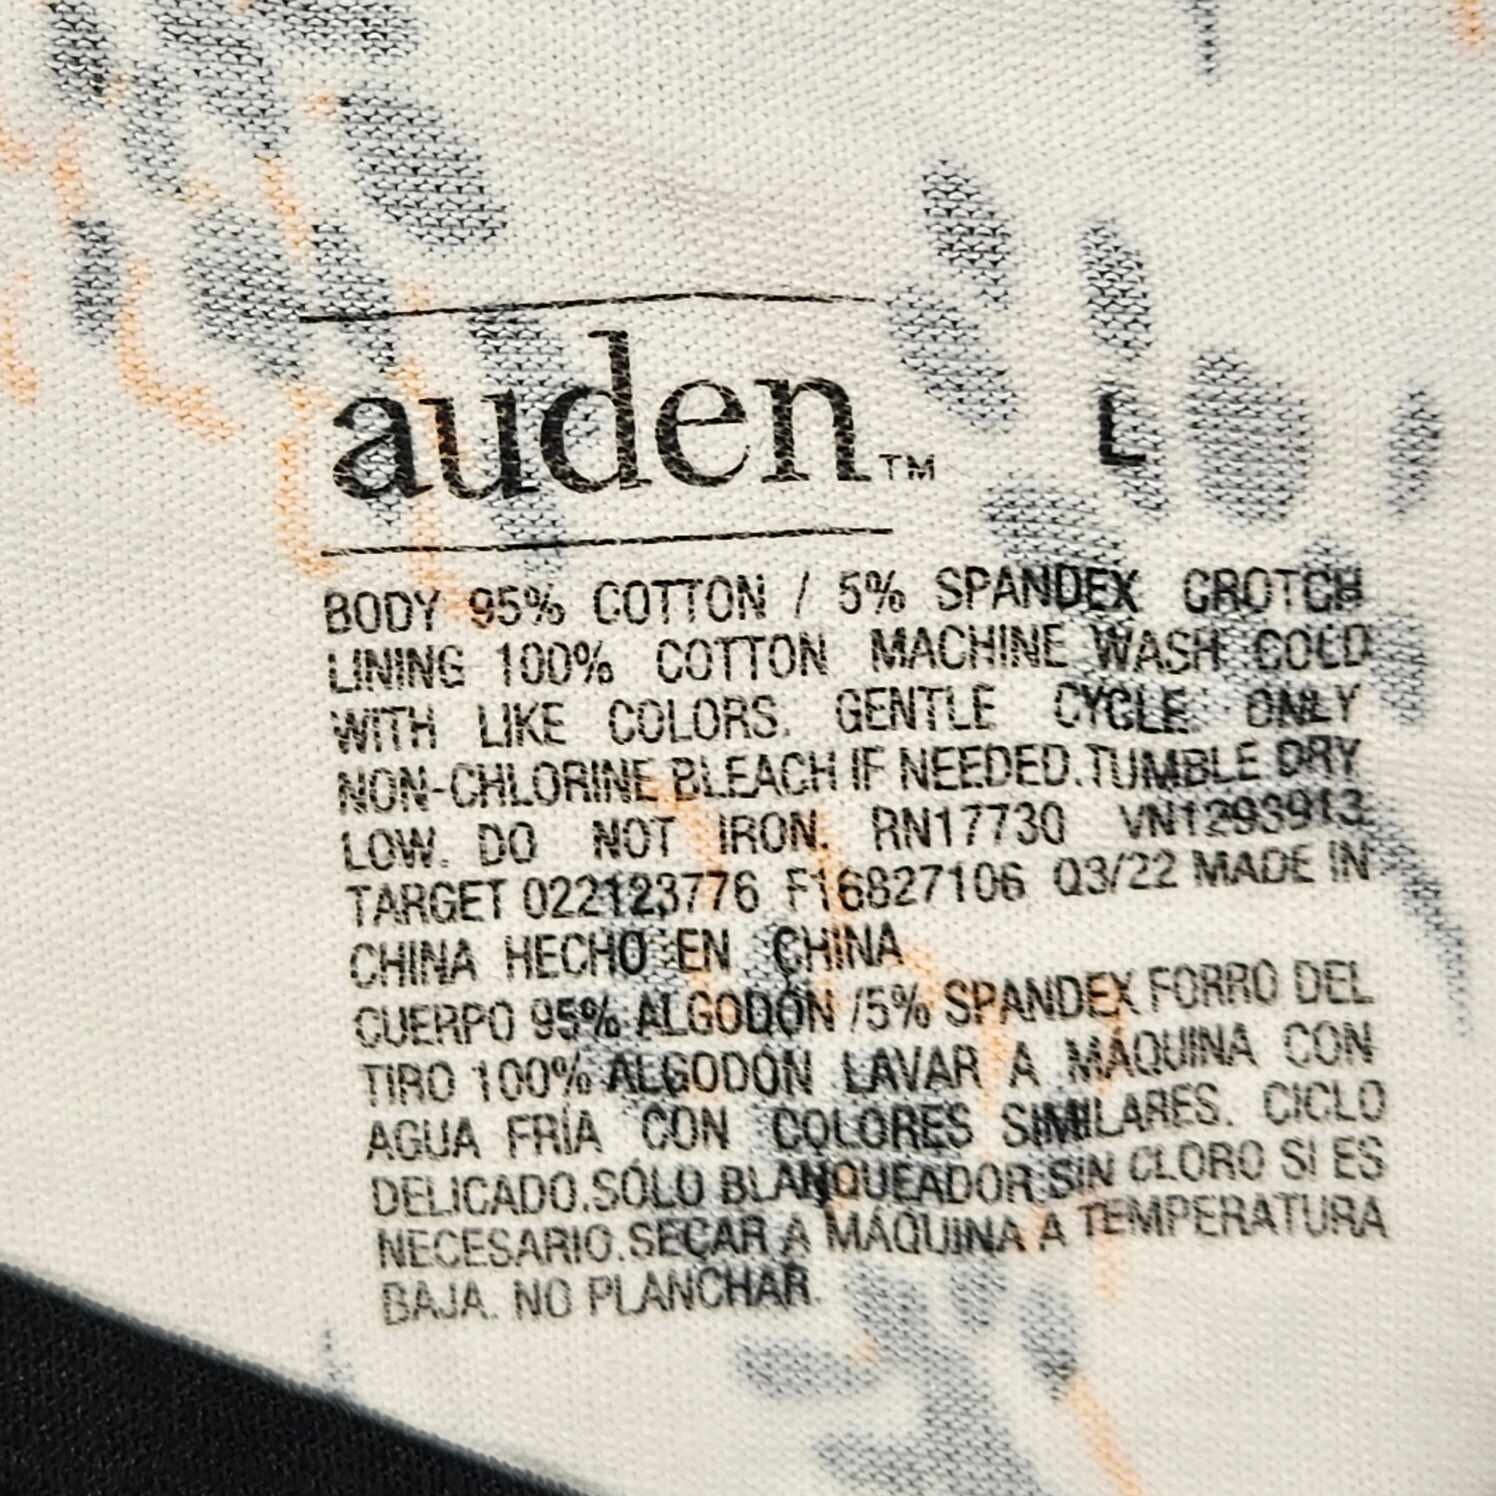 auden™
L
BODY 95% COTTON / 5% SPANDEX CROTCH
LINING 100% COTTON MACHINE WASH COLD
WITH LIKE COLORS. GENTLE CYCLE. ONLY
NON-CHLORINE BLEACH IF NEEDED.TUMBLE DRY
LOW. DO NOT IRON. RN17730 VN1293913
TARGET 022123776 F16827106 Q3/22 MADE IN
CHINA HECHO EN CHINA
CUERPO 95% ALGODÓN /5% SPANDEX FORRO DEL
TIRO 100% ALGODÓN LAVAR A MÁQUINA CON
AGUA FRÍA CON COLORES SIMILARES. CICLO
DELICADO.SÓLO BLANQUEADOR SIN CLORO SI ES
NECESARIO.SECAR A MÁQUINA A TEMPERATURA
BAJA. NO PLANCHAR.